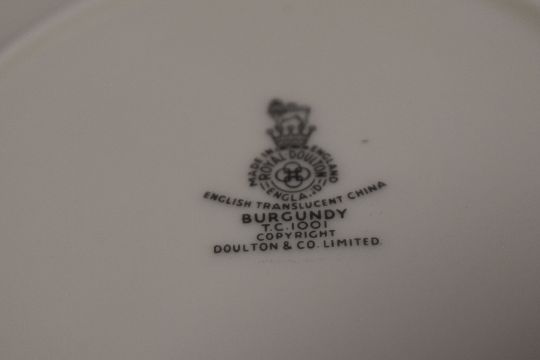 MADE IN ENGLAND
ROYAL DOULTON
ENGLAND
ENGLISH TRANSLUCENT CHINA
BURGUNDY
T.C.1001
COPYRIGHT
DOULTON & CO. LIMITED.